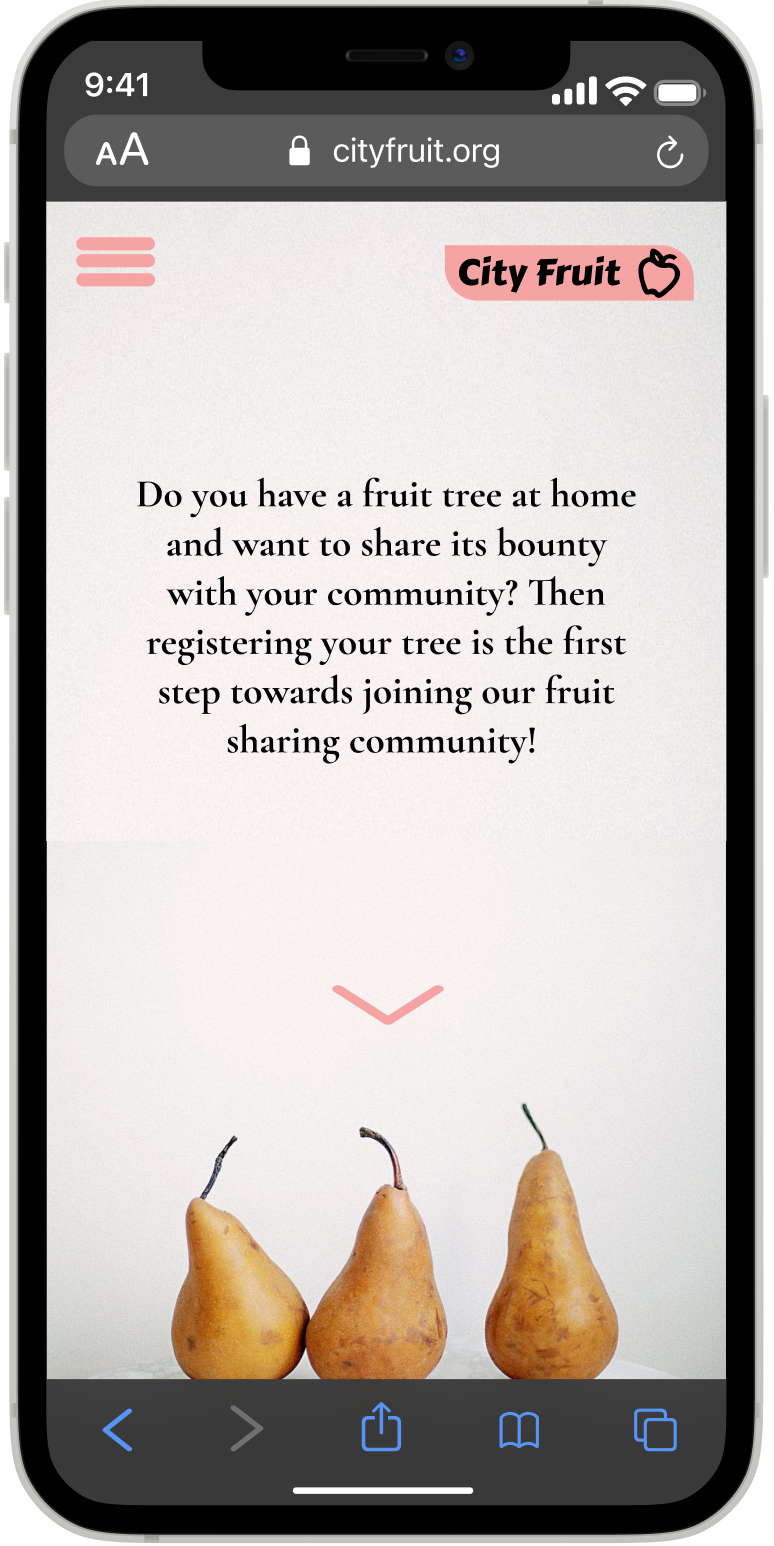 9:41
AA cityfruit.org
City Fruit
Do you have a fruit tree at home
and want to share its bounty
with your community? Then
registering your tree is the first
step towards joining our fruit
sharing community!